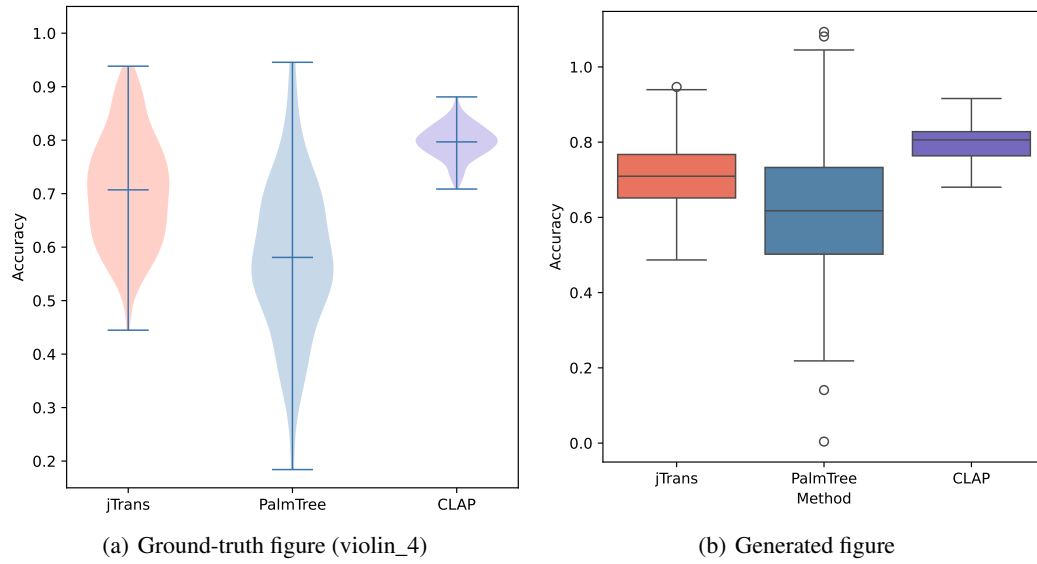 1.0
0.9
0.8
0.7
0.6
0.5
0.4
0.3
0.2
Accuracy
jTrans PalmTree CLAP
(a) Ground-truth figure (violin_4)
1.0
0.8
0.6
0.4
0.2
0.0
Accuracy
jTrans PalmTree CLAP
Method
(b) Generated figure